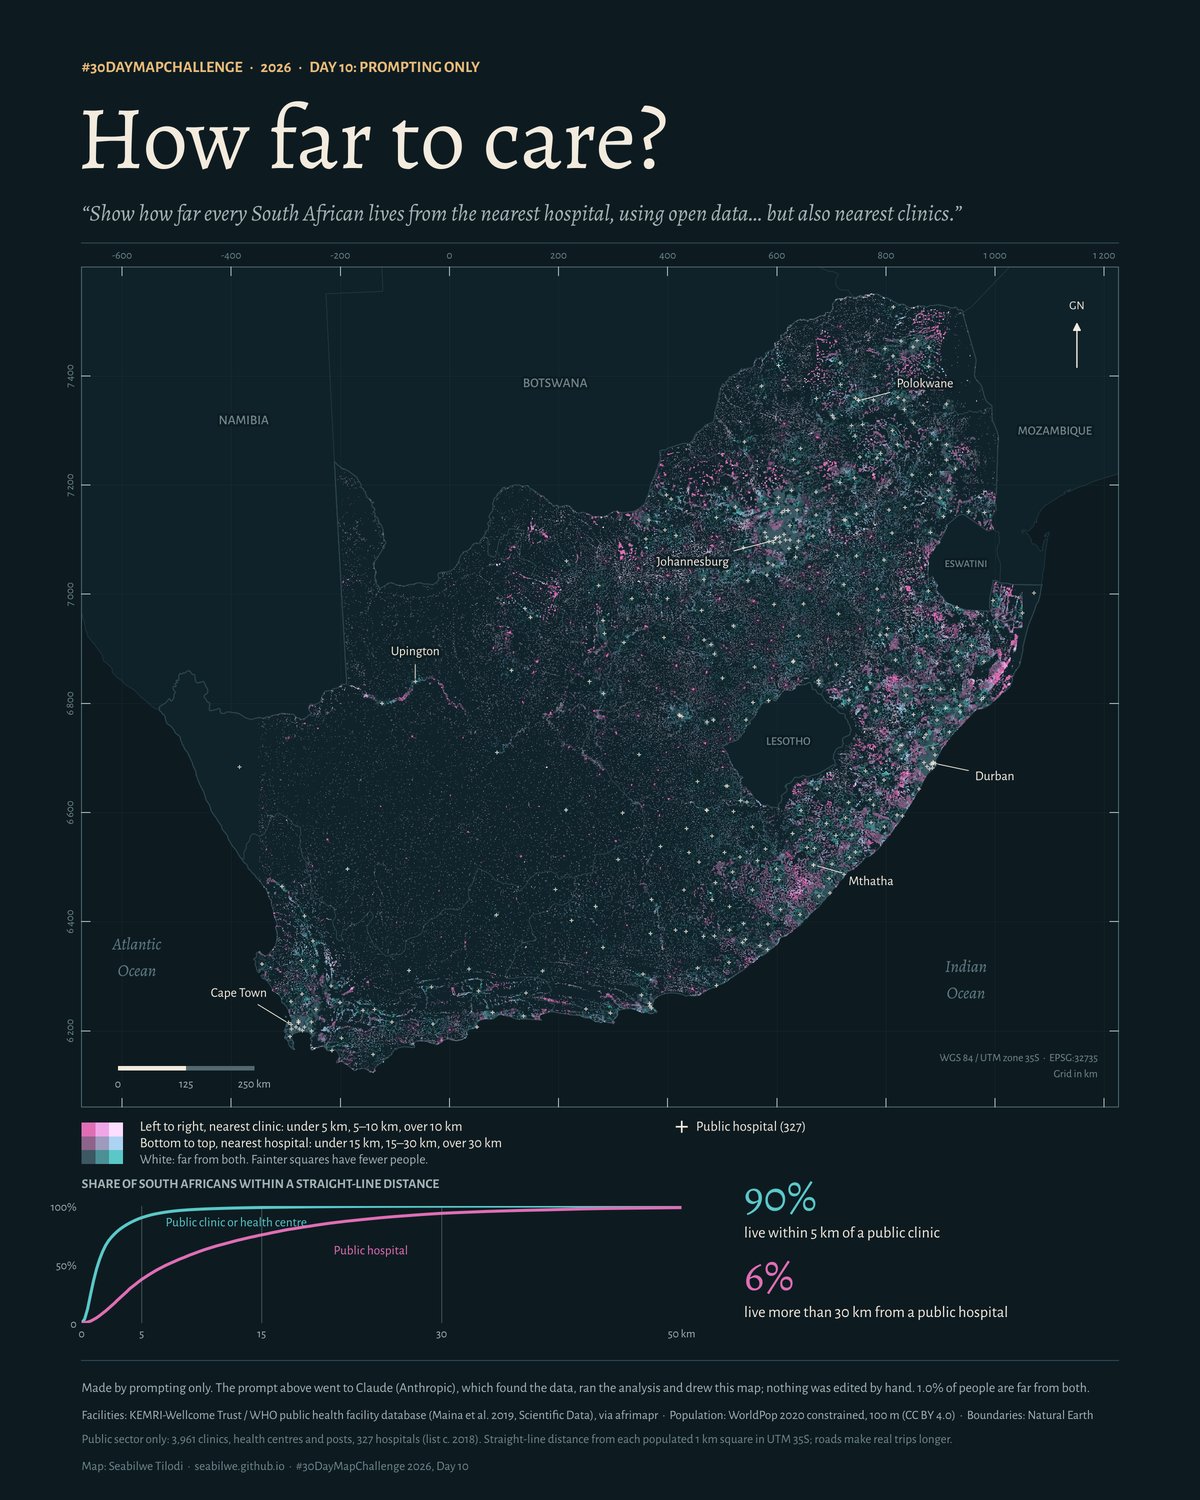 #30DAYMAPCHALLENGE · 2026 · DAY 10: PROMPTING ONLY
How far to care?
“Show how far every South African lives from the nearest hospital, using open data... but also nearest clinics.”
-600 -400 -200 0 200 400 600 800 1 000 1 200
GN
7 400
Polokwane
BOTSWANA
NAMIBIA
MOZAMBIQUE
7 200
Johannesburg
ESWATINI
7 000
Upington
6 800
LESOTHO
Durban
6 600
Mthatha
6 400
Atlantic
Ocean
Indian
Ocean
Cape Town
6 200
WGS 84 / UTM zone 35S · EPSG:32735
Grid in km
0 125 250 km
Left to right, nearest clinic: under 5 km, 5–10 km, over 10 km
Bottom to top, nearest hospital: under 15 km, 15–30 km, over 30 km
White: far from both. Fainter squares have fewer people.
Public hospital (327)
SHARE OF SOUTH AFRICANS WITHIN A STRAIGHT-LINE DISTANCE
100%
Public clinic or health centre
Public hospital
50%
0
0 5 15 30 50 km
90%
live within 5 km of a public clinic
6%
live more than 30 km from a public hospital
Made by prompting only. The prompt above went to Claude (Anthropic), which found the data, ran the analysis and drew this map; nothing was edited by hand. 1.0% of people are far from both.
Facilities: KEMRI-Wellcome Trust / WHO public health facility database (Maina et al. 2019, Scientific Data), via afrimapr · Population: WorldPop 2020 constrained, 100 m (CC BY 4.0) · Boundaries: Natural Earth
Public sector only: 3,961 clinics, health centres and posts, 327 hospitals (list c. 2018). Straight-line distance from each populated 1 km square in UTM 35S; roads make real trips longer.
Map: Seabilwe Tilodi · seabilwe.github.io · #30DayMapChallenge 2026, Day 10